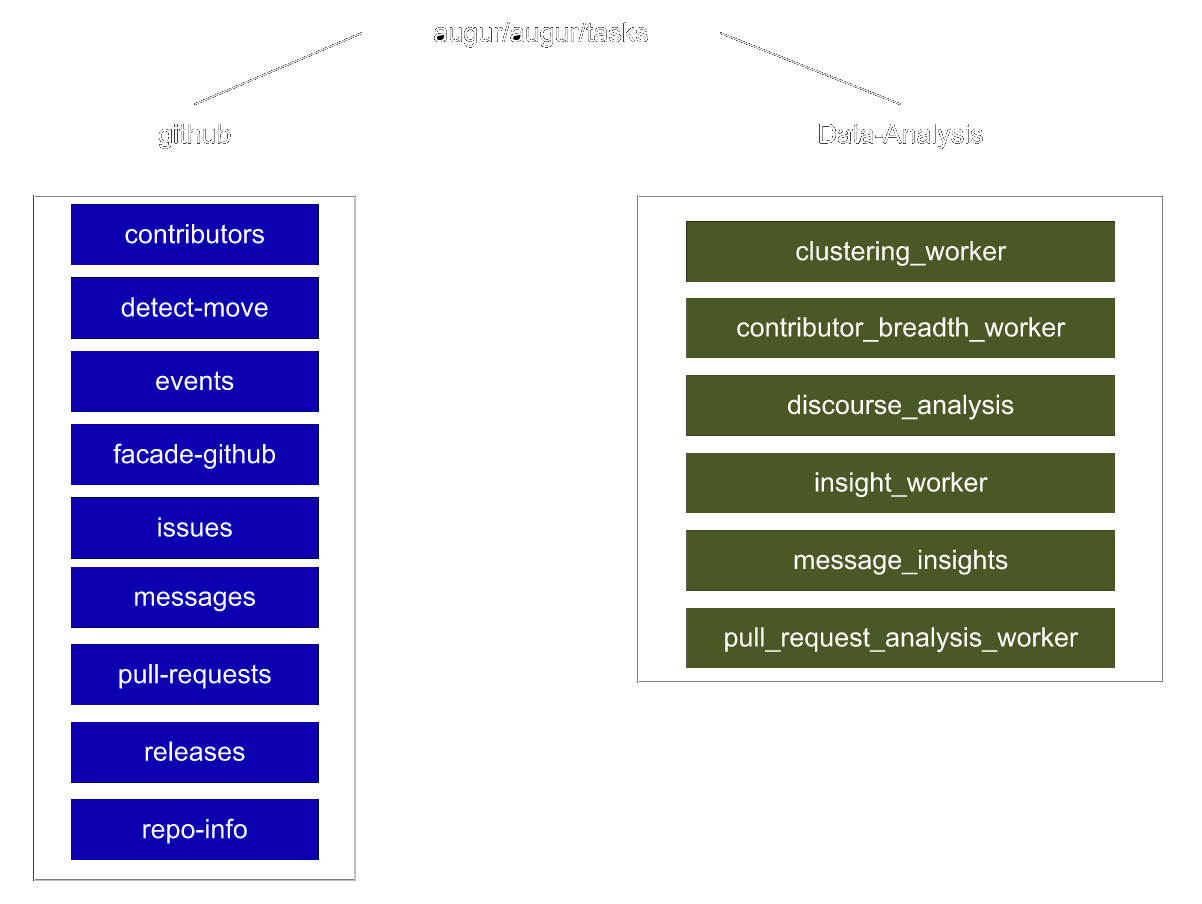 augur/augur/tasks
github
Data-Analysis
contributors
detect-move
events
facade-github
issues
messages
pull-requests
releases
repo-info
clustering_worker
contributor_breadth_worker
discourse_analysis
insight_worker
message_insights
pull_request_analysis_worker